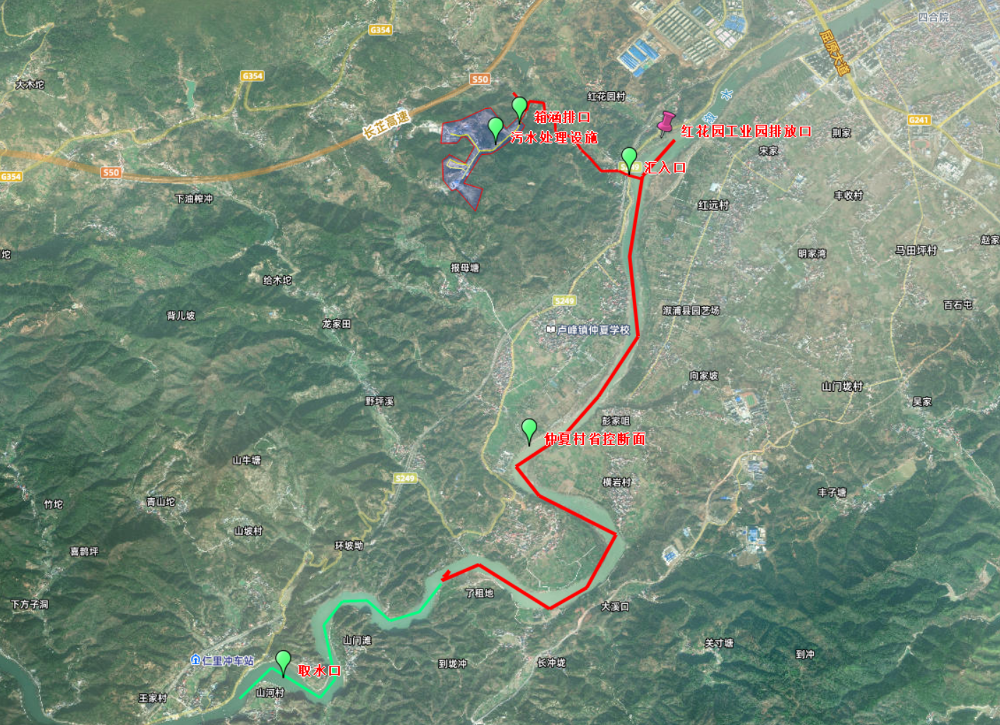 四合院
G354
屈原大道
G354
S50
大木坨
红花园村
水
溆
箱涵排口
G241
长芷高速
红花园工业园排放口
荆家
污水处理设施
宋家
汇入口
S50
G354
丰收村
下油榨冲
红远村
赵家
坨
明家湾
马田坪村
报母塘
给木坨
S249
百石屯
背儿坡
溆浦县园艺场
龙家田
卢峰镇仲夏学校
向家坡
山门垅村
野坪溪
吴家
彭家咀
仲夏村省控断面
山牛塘
S249
横岩村
丰子塘
竹坨
青山坨
山坡村
环坡坳
喜鹊坪
了租地
下方子洞
大溪口
山门滩
关寸塘
到冲
仁里冲车站
到垅冲
长冲垅
取水口
山河村
王家村